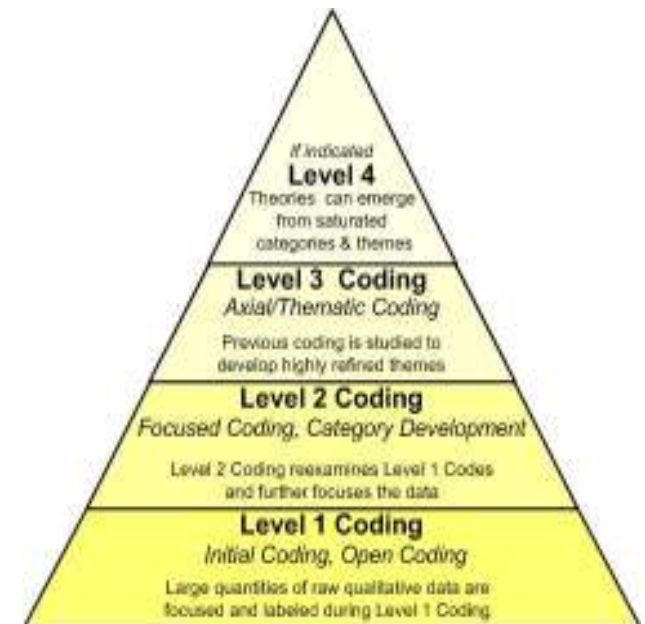 If Indicated
Level 4
Theories can emerge
from saturated
categories & themes
Level 3 Coding
Axial/Thematic Coding
Previous coding is studied to
develop highly refined themes
Level 2 Coding
Focused Coding, Category Development
Level 2 Coding reexamines Level 1 Codes
and further focuses the data
Level 1 Coding
Initial Coding, Open Coding
Large quantities of raw qualitative data are
focused and labeled during Level 1 Coding